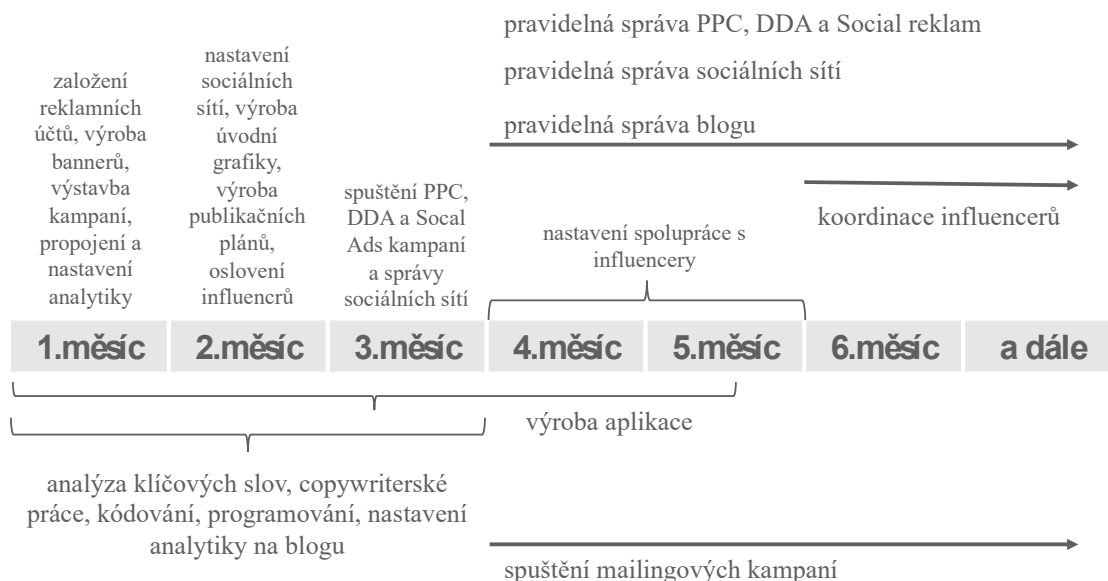 pravidelná správa PPC, DDA a Social reklam
pravidelná správa sociálních sítí
pravidelná správa blogu
založení
reklamních
účtů, výroba
bannerů,
výstavba
kampaní,
propojení a
nastavení
analytiky
nastavení
sociálních
sítí, výroba
úvodní
grafiky,
výroba
publikačních
plánů,
oslovení
influencrů
spuštění PPC,
DDA a Socal
Ads kampaní
a správy
sociálních sítí
nastavení spolupráce s
influencery
koordinace influencerů
1.měsíc
2.měsíc
3.měsíc
4.měsíc
5.měsíc
6.měsíc
a dále
výroba aplikace
analýza klíčových slov, copywriterské
práce, kódování, programování, nastavení
analytiky na blogu
spuštění mailingových kampaní